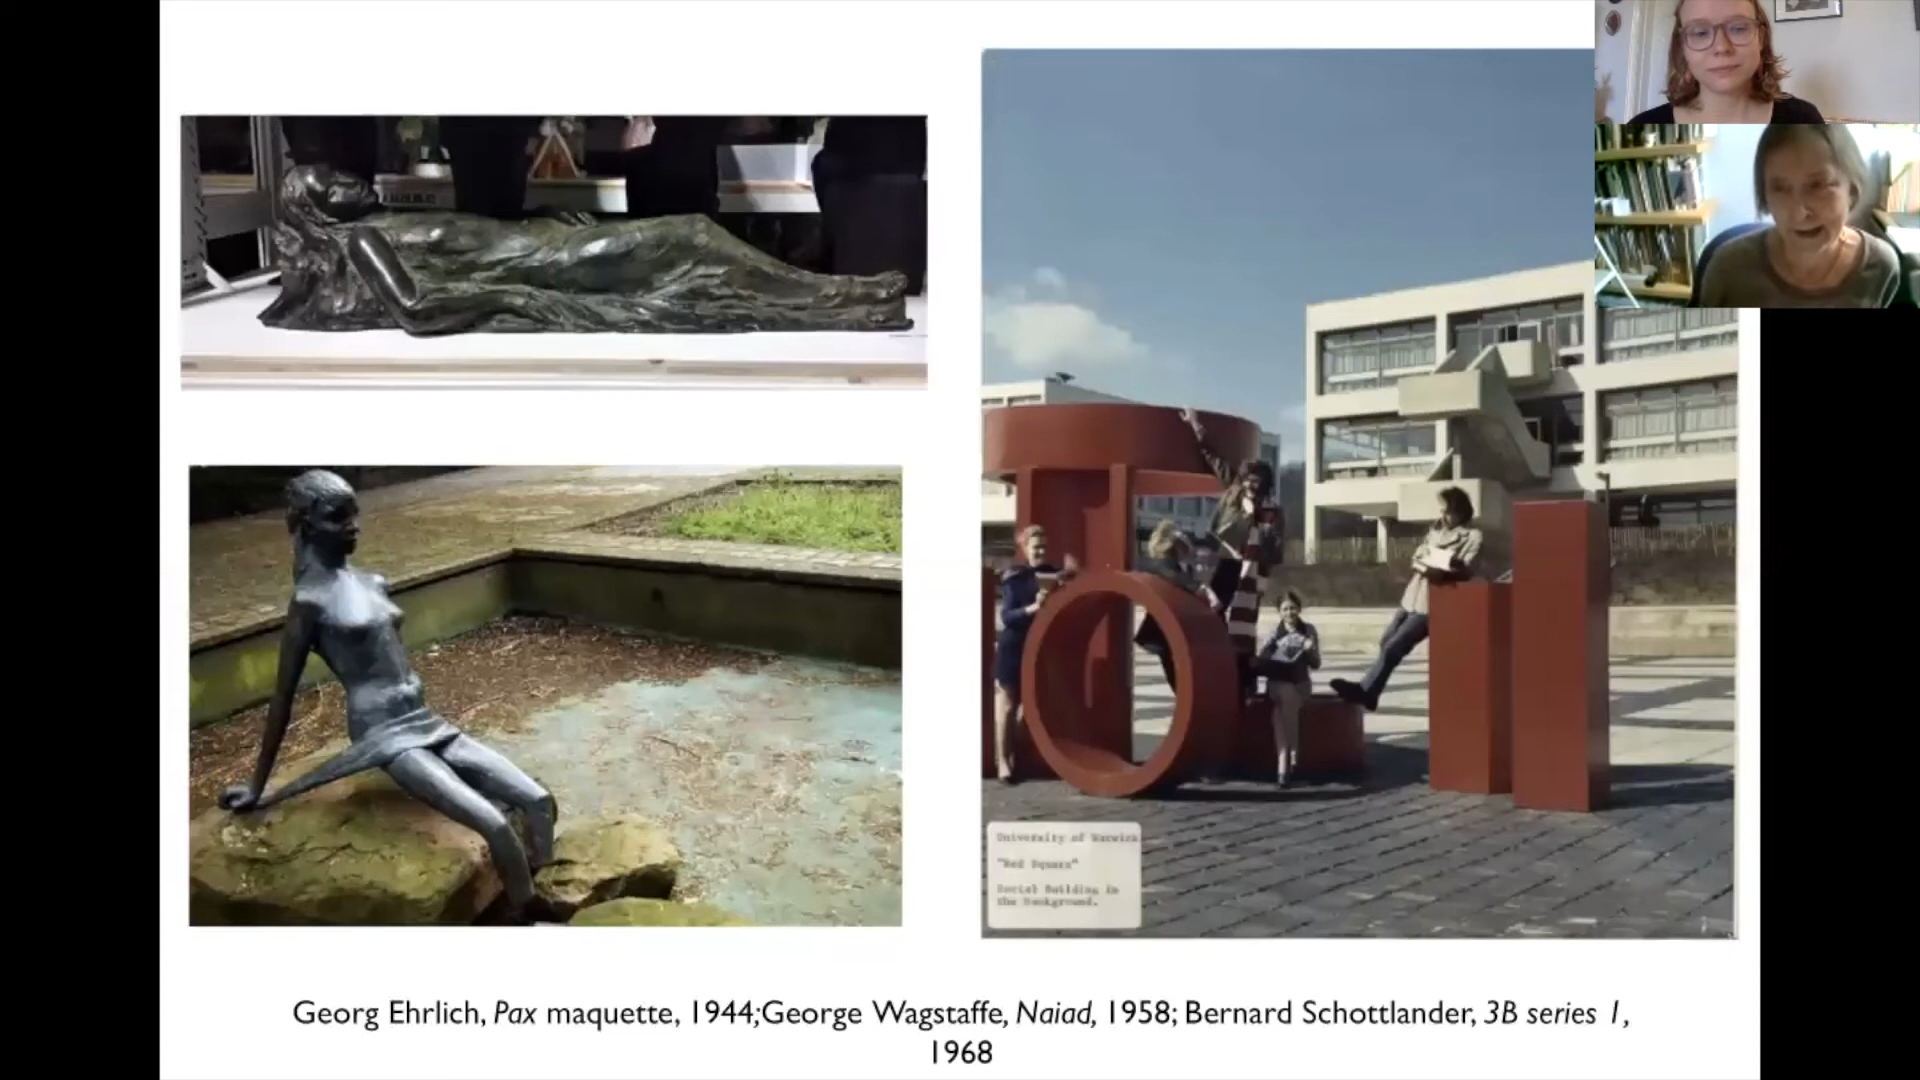 University of Warwick
"Red Square"
Social Building in
the Background.
Georg Ehrlich, Pax maquette, 1944;George Wagstaffe, Naiad, 1958; Bernard Schottlander, 3B series 1,
1968